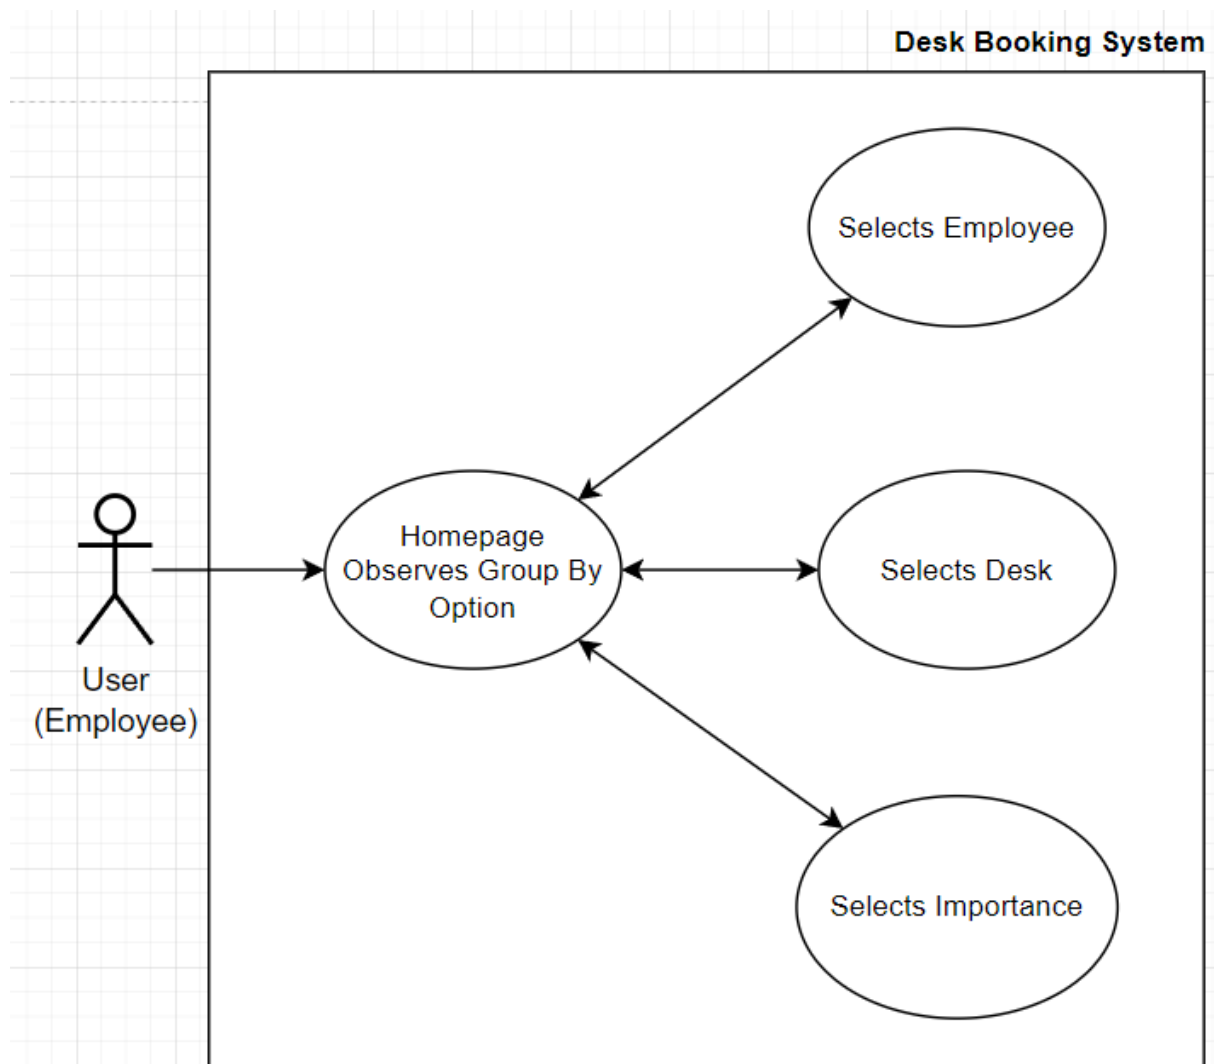 Desk Booking System
Selects Employee
Homepage
Observes Group By
Option
Selects Desk
User
(Employee)
Selects Importance